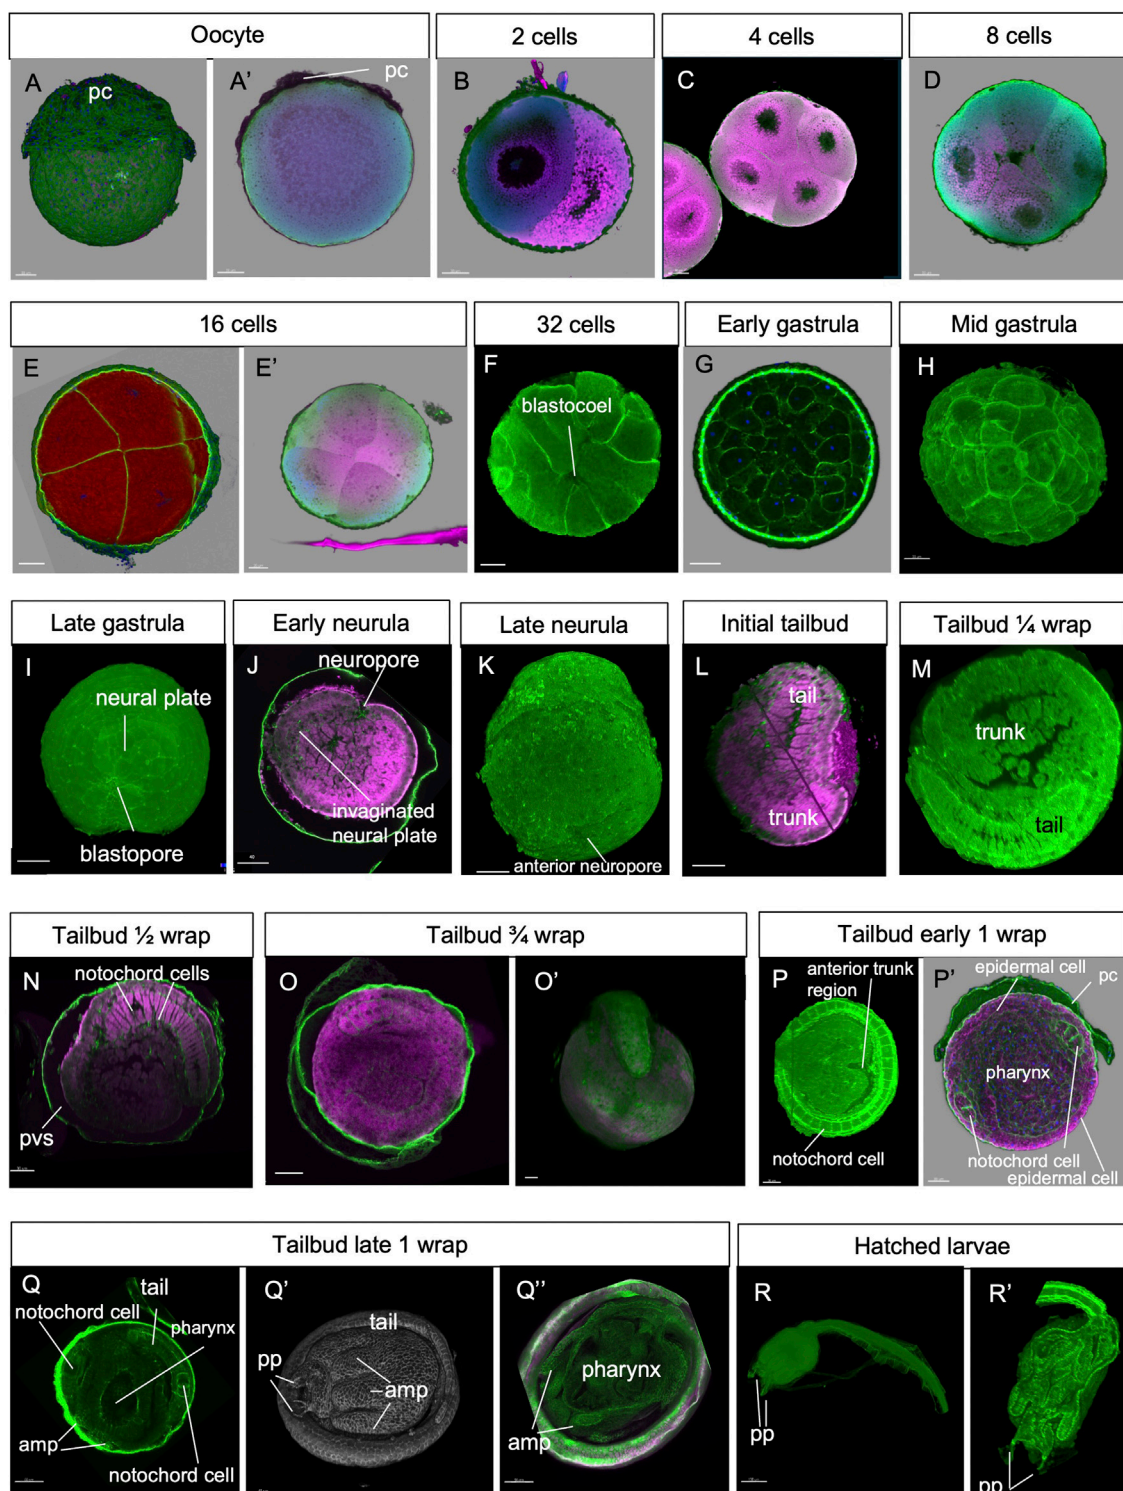 Oocyte
2 cells
4 cells
8 cells
A
pc
A’
pc
B
C
D
16 cells
32 cells
Early gastrula
Mid gastrula
E
E’
F
blastocoel
G
H
Late gastrula
Early neurula
Late neurula
Initial tailbud
Tailbud ¼ wrap
I
neural plate
blastopore
J
neuropore
invaginated
neural plate
40
K
anterior neuropore
L
tail
trunk
M
trunk
tail
Tailbud ½ wrap
Tailbud ¾ wrap
Tailbud early 1 wrap
N
notochord cells
pvs
O
O’
P
anterior trunk
region
notochord cell
P’
epidermal cell
pc
pharynx
notochord cell
epidermal cell
Tailbud late 1 wrap
Hatched larvae
Q
tail
notochord cell
pharynx
amp
notochord cell
Q’
tail
pp
amp
Q’’
pharynx
amp
R
pp
R’
pp